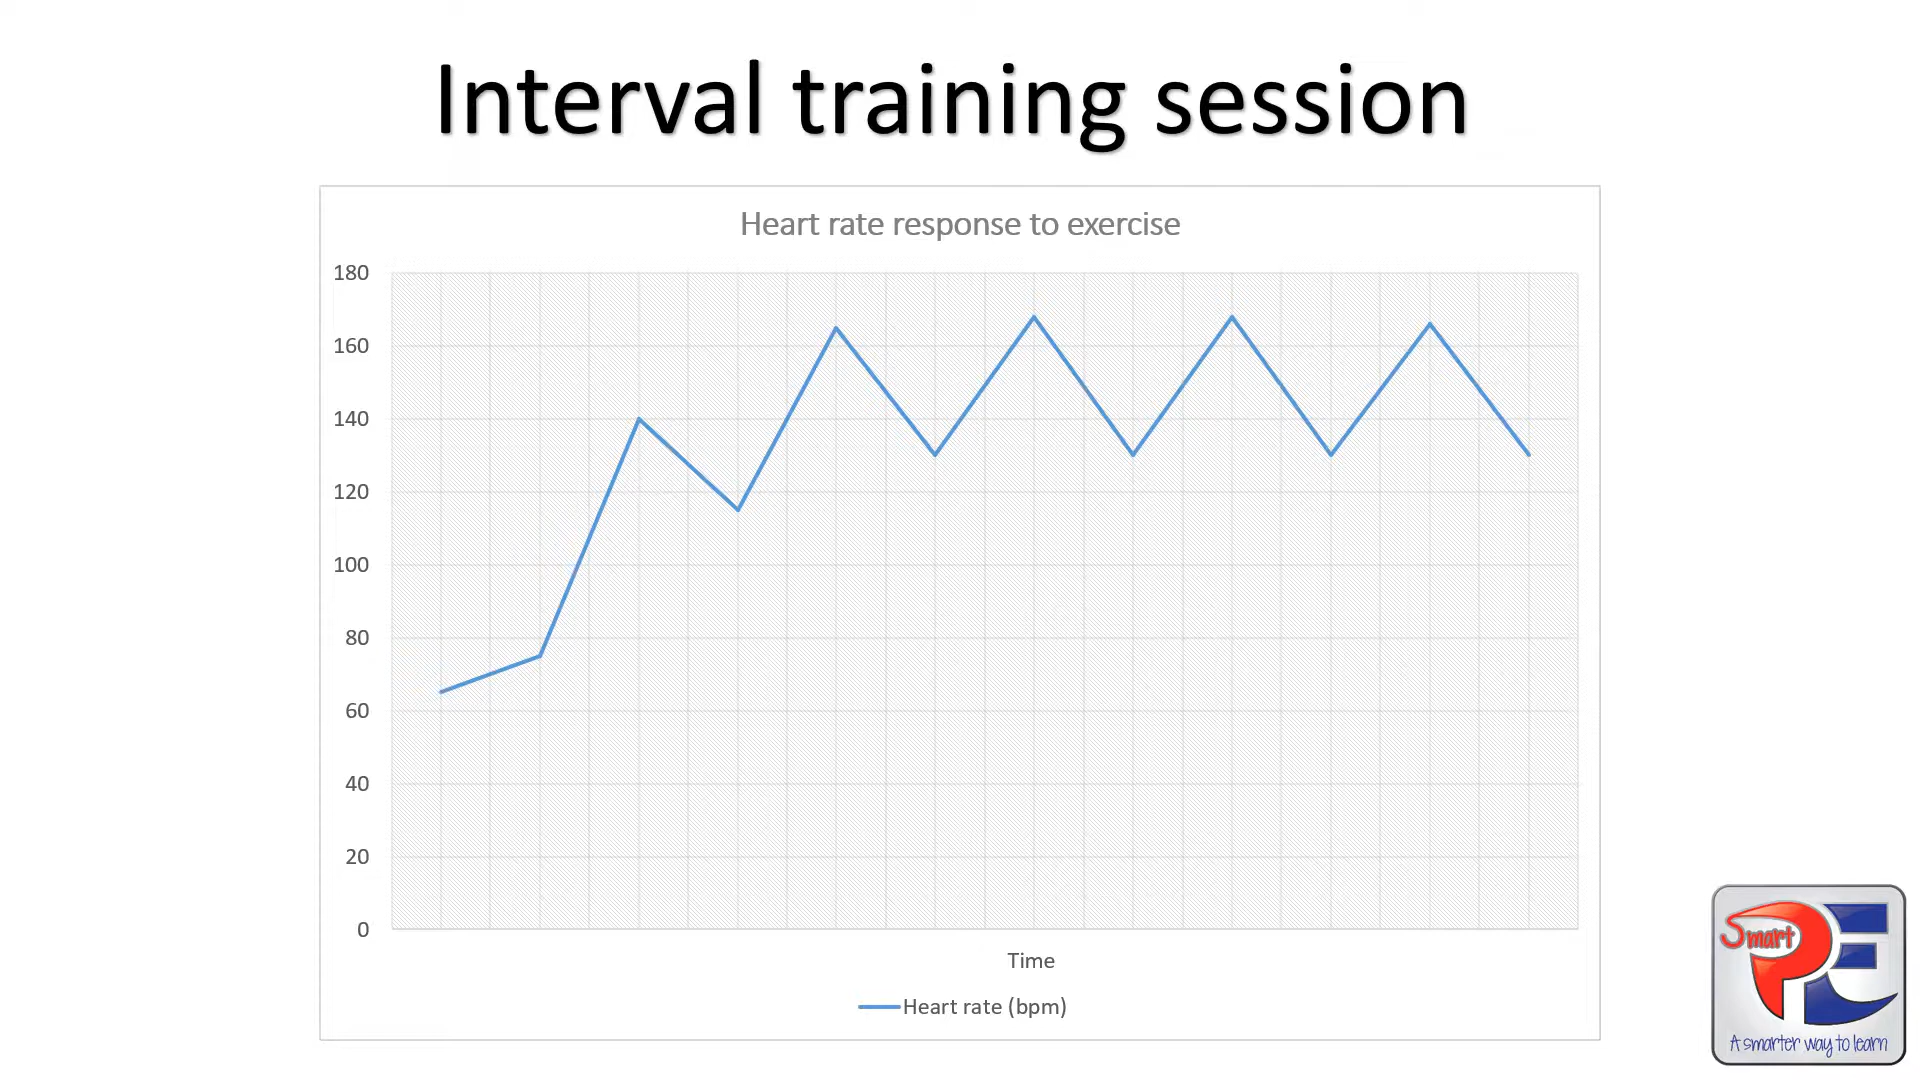 Interval training session
Heart rate response to exercise
180
160
140
120
100
80
60
40
20
0
Time
Heart rate (bpm)
Smart
PE
A smarter way to learn